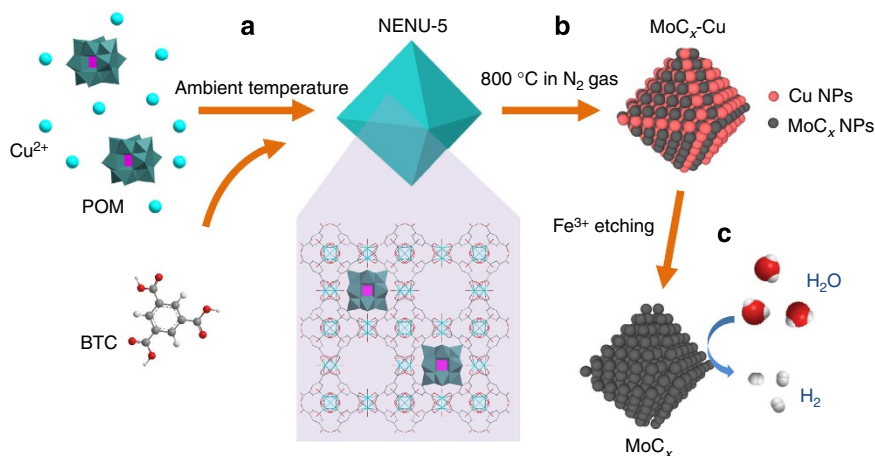 a
NENU-5
b
MoCₓ-Cu
Ambient temperature
800 °C in N₂ gas
Cu NPs
MoCₓ NPs
Cu²⁺
POM
Fe³⁺ etching
c
H₂O
BTC
H₂
MoCₓ